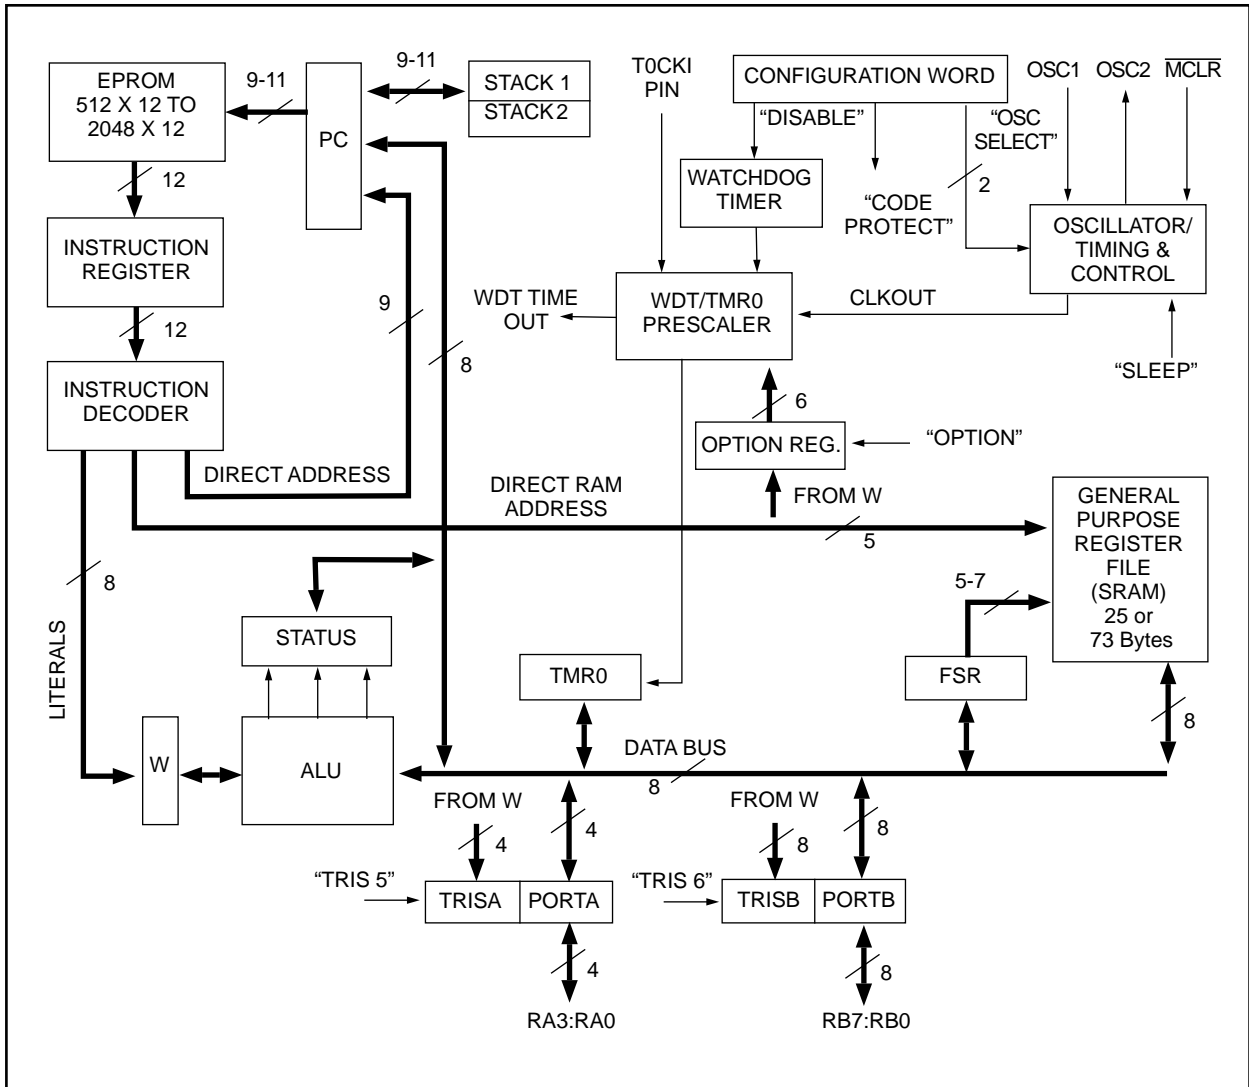 EPROM
512 X 12 TO
2048 X 12
9-11
PC
9-11
STACK 1
STACK 2
T0CKI
PIN
CONFIGURATION WORD
OSC1
OSC2
MCLR
“DISABLE”
“OSC
SELECT”
2
WATCHDOG
TIMER
“CODE
PROTECT”
OSCILLATOR/
TIMING &
CONTROL
12
INSTRUCTION
REGISTER
9
WDT TIME
OUT
WDT/TMR0
PRESCALER
CLKOUT
12
8
“SLEEP”
INSTRUCTION
DECODER
6
OPTION REG.
“OPTION”
DIRECT ADDRESS
DIRECT RAM
ADDRESS
FROM W
5
GENERAL
PURPOSE
REGISTER
FILE
(SRAM)
25 or
73 Bytes
8
LITERALS
5-7
STATUS
TMR0
FSR
8
W
ALU
DATA BUS
8
FROM W
4
4
FROM W
8
8
“TRIS 5”
TRISA
PORTA
“TRIS 6”
TRISB
PORTB
4
8
RA3:RA0
RB7:RB0